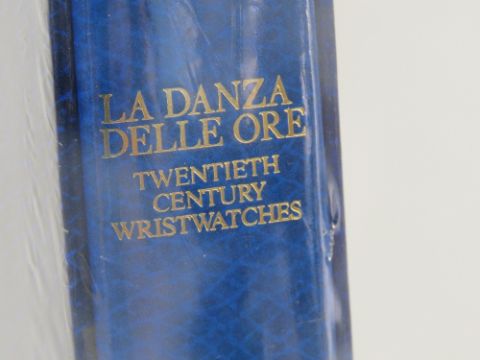 LA DANZA
DELLE ORE
TWENTIETH
CENTURY
WRISTWATCHES